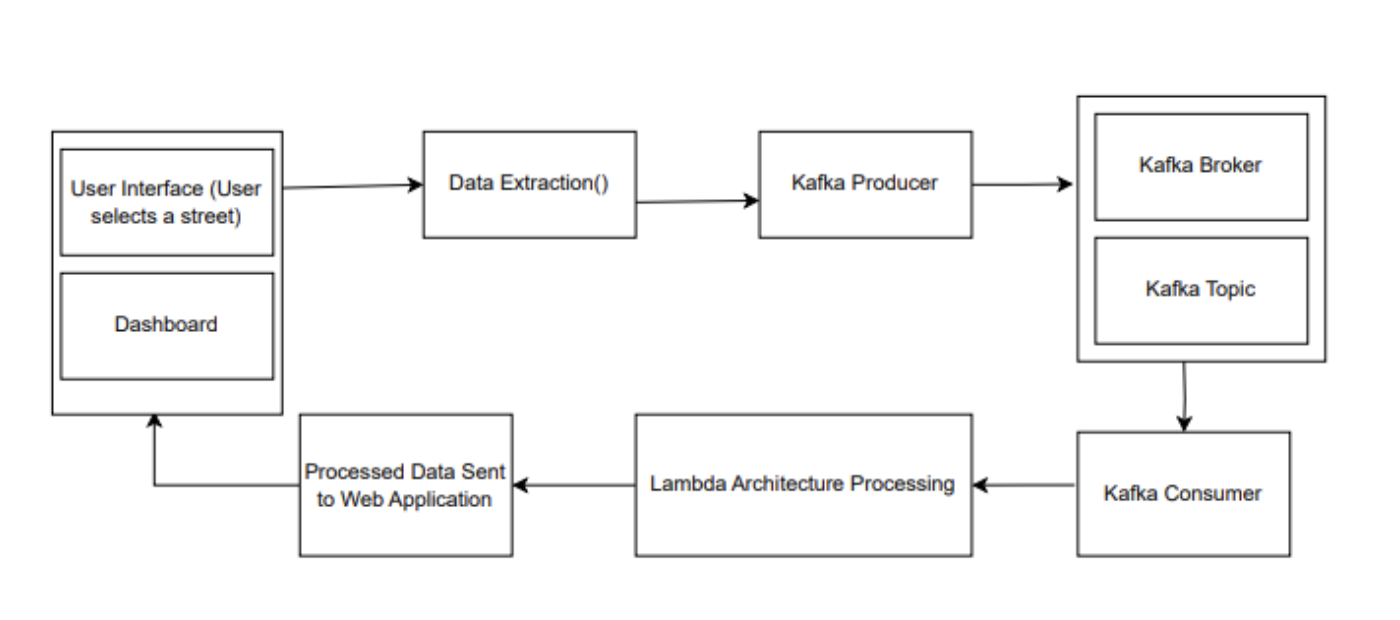 User Interface (User
selects a street)
Data Extraction()
Kafka Producer
Kafka Broker
Kafka Topic
Dashboard
Processed Data Sent
to Web Application
Lambda Architecture Processing
Kafka Consumer